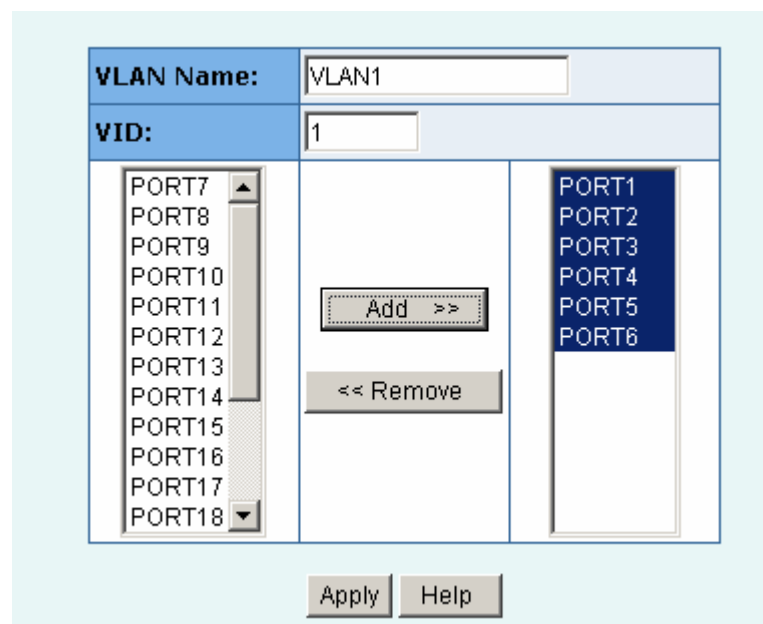 VLAN Name: VLAN1
VID: 1
PORT7
PORT8
PORT9
PORT10
PORT11
PORT12
PORT13
PORT14
PORT15
PORT16
PORT17
PORT18
Add >>
<< Remove
PORT1
PORT2
PORT3
PORT4
PORT5
PORT6
Apply Help